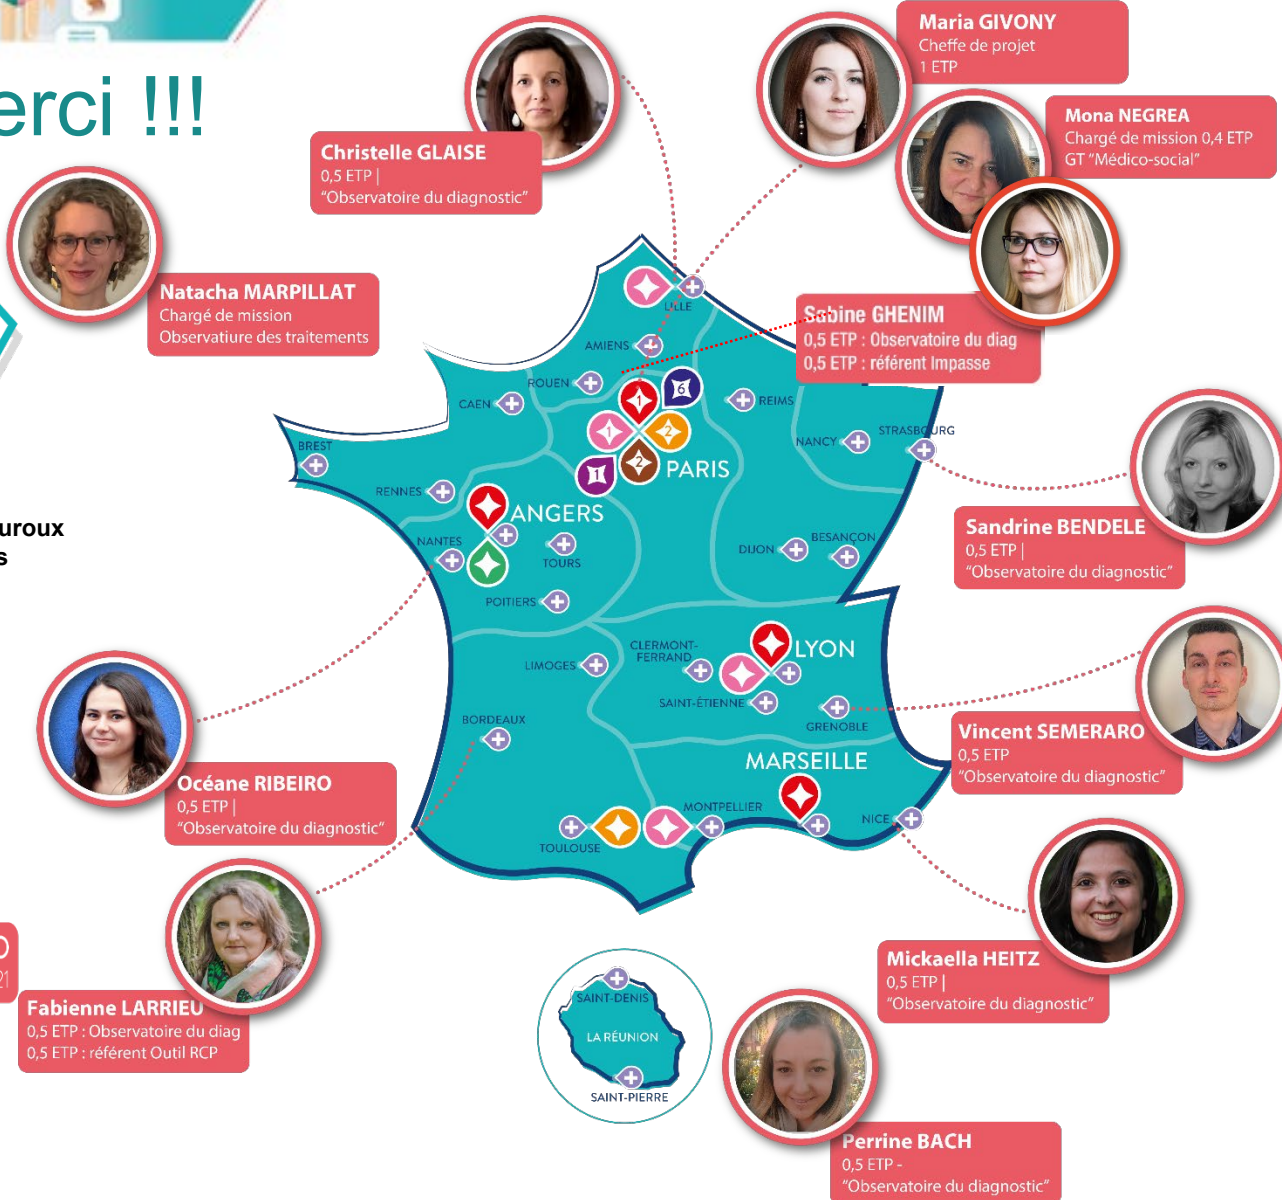 erci !!!
Maria GIVONY
Cheffe de projet
1 ETP
Mona NEGREA
Chargé de mission 0,4 ETP
GT "Médico-social"
Christelle GLAISE
0,5 ETP |
"Observatoire du diagnostic"
Natacha MARPILLAT
Chargé de mission
Observatiure des traitements
Sabine GHENIM
0,5 ETP : Observatoire du diag
0,5 ETP : référent Impasse
LILLE
AMIENS
ROUEN
6
CAEN
1
REIMS
1
2
NANCY
STRASBOURG
BREST
2
PARIS
1
RENNES
ANGERS
uroux
s
NANTES
TOURS
DIJON
BESANÇON
Sandrine BENDELE
0,5 ETP |
"Observatoire du diagnostic"
POITIERS
LIMOGES
CLERMONT-
FERRAND
LYON
SAINT-ÉTIENNE
GRENOBLE
BORDEAUX
Vincent SEMERARO
0,5 ETP
"Observatoire du diagnostic"
MARSEILLE
Océane RIBEIRO
0,5 ETP |
"Observatoire du diagnostic"
MONTPELLIER
NICE
TOULOUSE
O
21
Fabienne LARRIEU
0,5 ETP : Observatoire du diag
0,5 ETP : référent Outil RCP
Mickaella HEITZ
0,5 ETP |
"Observatoire du diagnostic"
SAINT-DENIS
LA RÉUNION
SAINT-PIERRE
Perrine BACH
0,5 ETP -
"Observatoire du diagnostic"